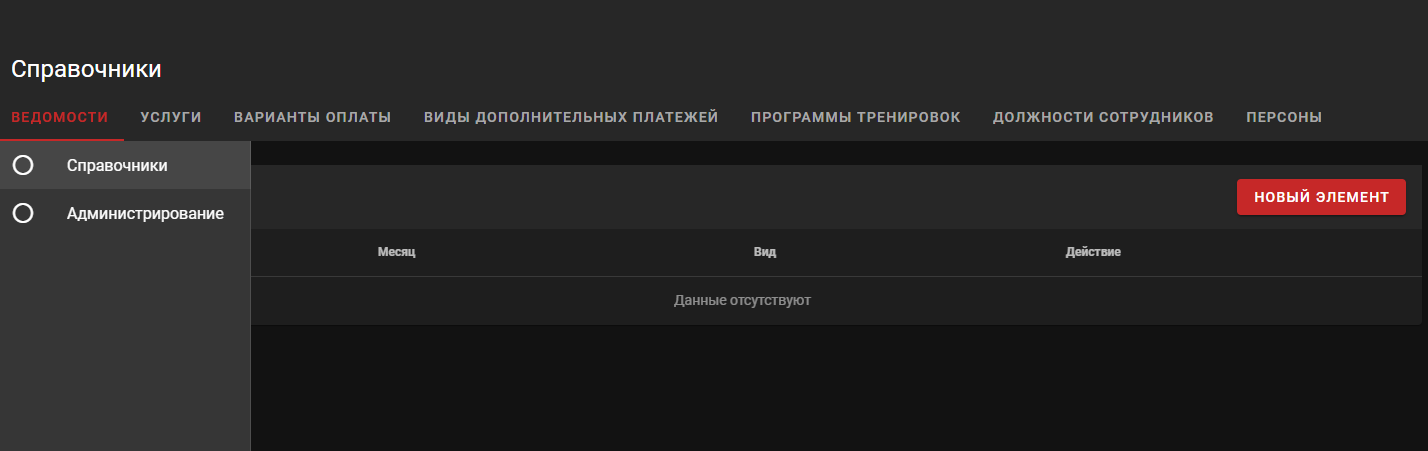 Справочники
ВЕДОМОСТИ УСЛУГИ ВАРИАНТЫ ОПЛАТЫ ВИДЫ ДОПОЛНИТЕЛЬНЫХ ПЛАТЕЖЕЙ ПРОГРАММЫ ТРЕНИРОВОК ДОЛЖНОСТИ СОТРУДНИКОВ ПЕРСОНЫ
Справочники
Администрирование
НОВЫЙ ЭЛЕМЕНТ
Месяц Вид Действие
Данные отсутствуют